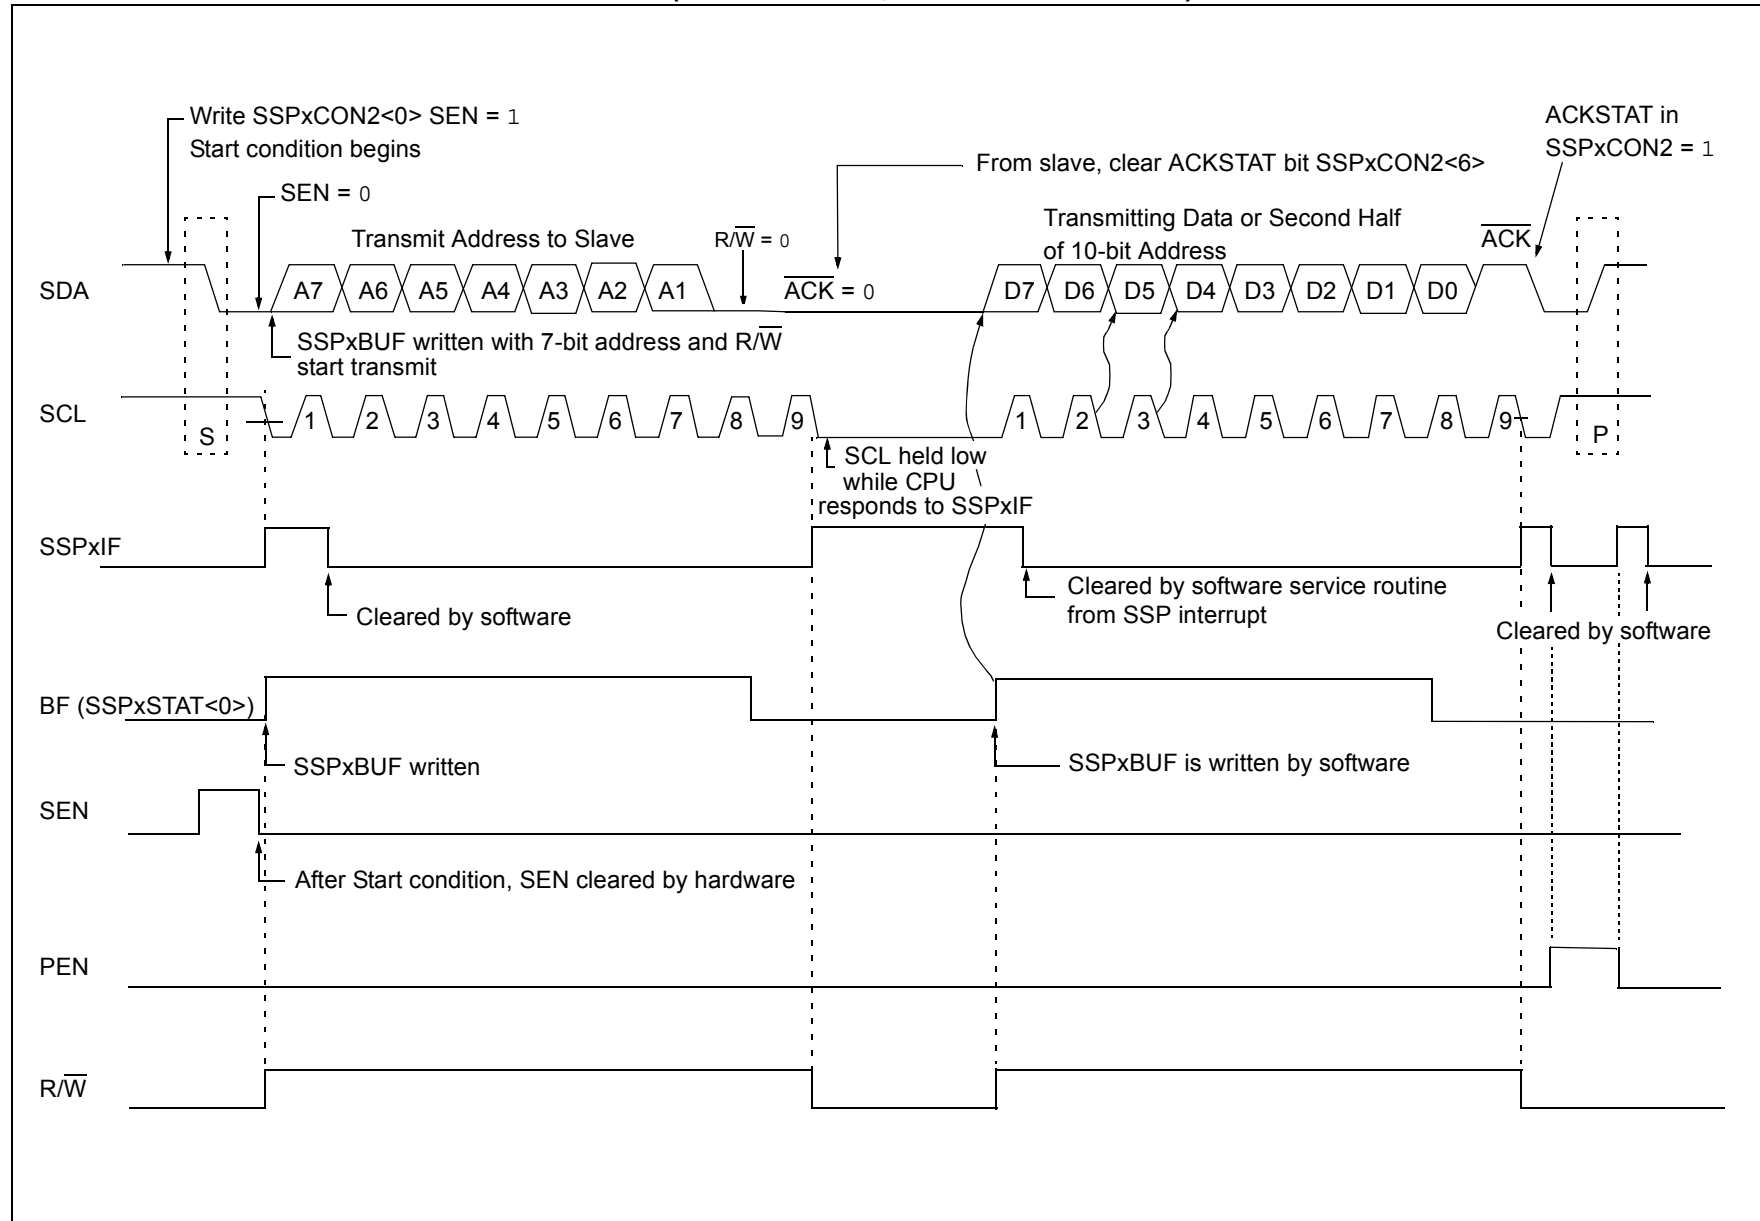 Write SSPxCON2<0> SEN = 1
Start condition begins
ACKSTAT in
SSPxCON2 = 1
From slave, clear ACKSTAT bit SSPxCON2<6>
SEN = 0
Transmitting Data or Second Half
of 10-bit Address
Transmit Address to Slave
R/W̅ = 0
A̅C̅K̅
SDA
A7 A6 A5 A4 A3 A2 A1
A̅C̅K̅ = 0
D7 D6 D5 D4 D3 D2 D1 D0
SSPxBUF written with 7-bit address and R/W̅
start transmit
SCL
S
1 2 3 4 5 6 7 8 9
1 2 3 4 5 6 7 8 9
P
SCL held low
while CPU
responds to SSPxIF
SSPxIF
Cleared by software
Cleared by software service routine
from SSP interrupt
Cleared by software
BF (SSPxSTAT<0>)
SSPxBUF written
SSPxBUF is written by software
SEN
After Start condition, SEN cleared by hardware
PEN
R/W̅